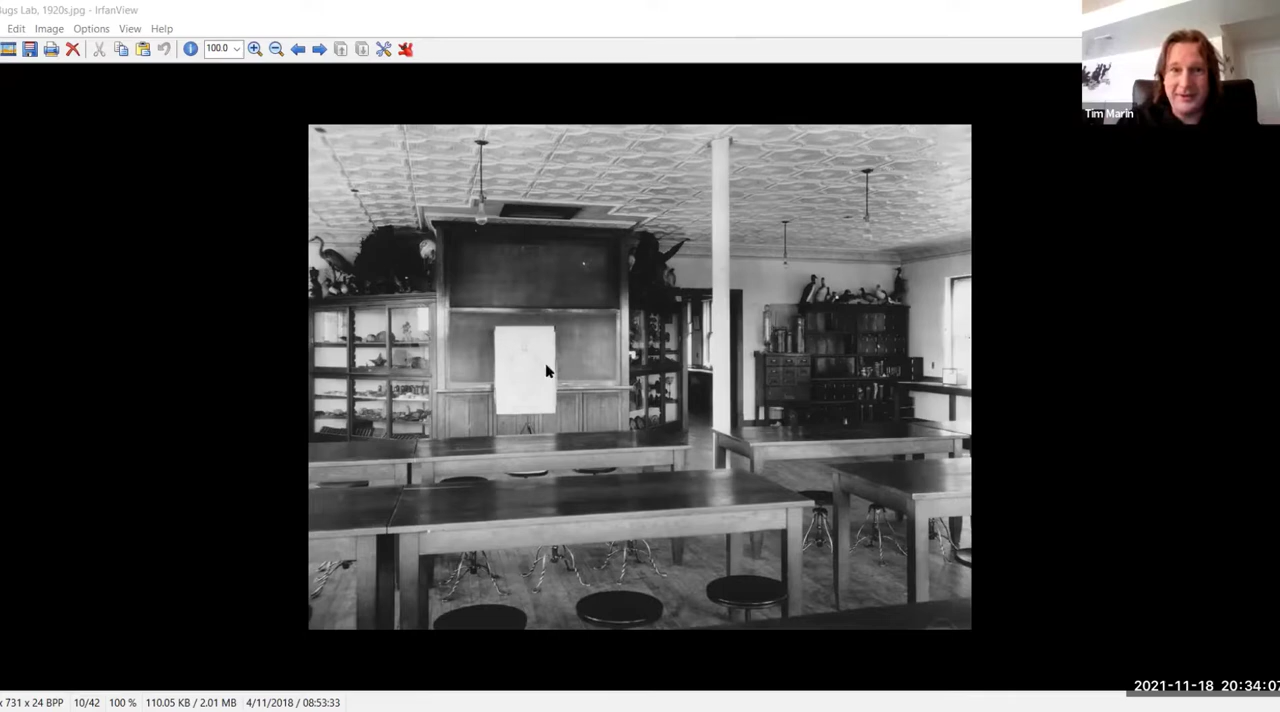 Bugs Lab, 1920s.jpg - IrfanView
Edit Image Options View Help
100.0
Tim Marin
x 731 x 24 BPP 10/42 100 % 110.05 KB / 2.01 MB 4/11/2018 / 08:53:33
2021-11-18 20:34:07